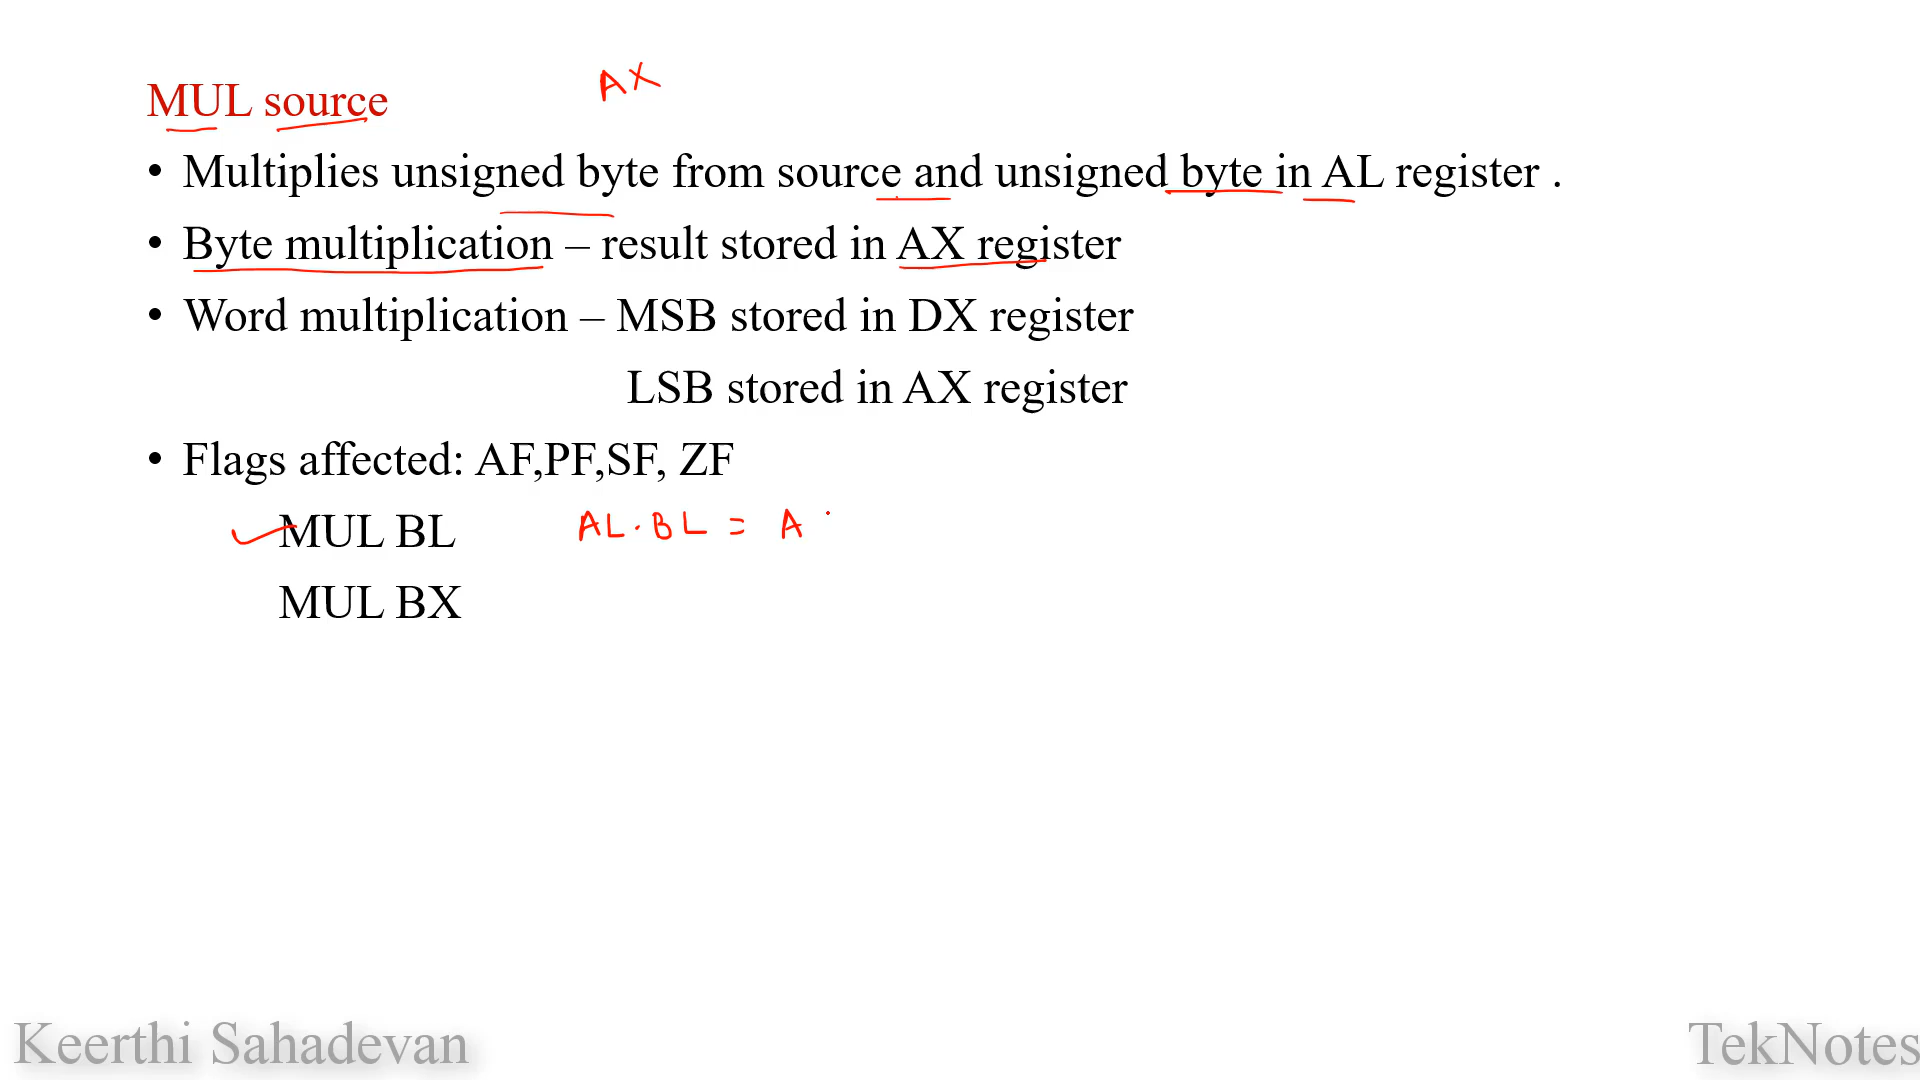 AX
MUL source
• Multiplies unsigned byte from source and unsigned byte in AL register .
• Byte multiplication – result stored in AX register
• Word multiplication – MSB stored in DX register
LSB stored in AX register
• Flags affected: AF,PF,SF, ZF
MUL BL AL.BL = A
MUL BX
Keerthi Sahadevan
TekNotes